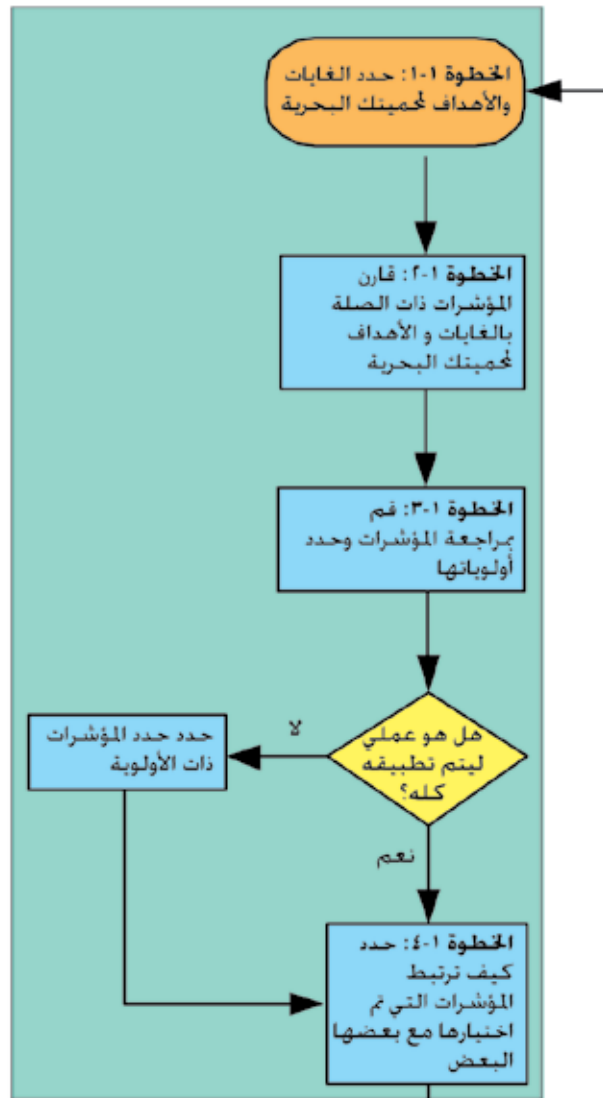 الخطوة ١-١: حدد الغايات
والأهداف لمحميتك البحرية
الخطوة ١-٢: قارن
المؤشرات ذات الصلة
بالغايات و الأهداف
لمحميتك البحرية
الخطوة ١-٣: قم
بمراجعة المؤشرات وحدد
أولوياتها
هل هو عملي
ليتم تطبيقه
كله؟
لا
حدد حدد المؤشرات
ذات الأولوية
نعم
الخطوة ١-٤: حدد
كيف ترتبط
المؤشرات التي تم
اختيارها مع بعضها
البعض